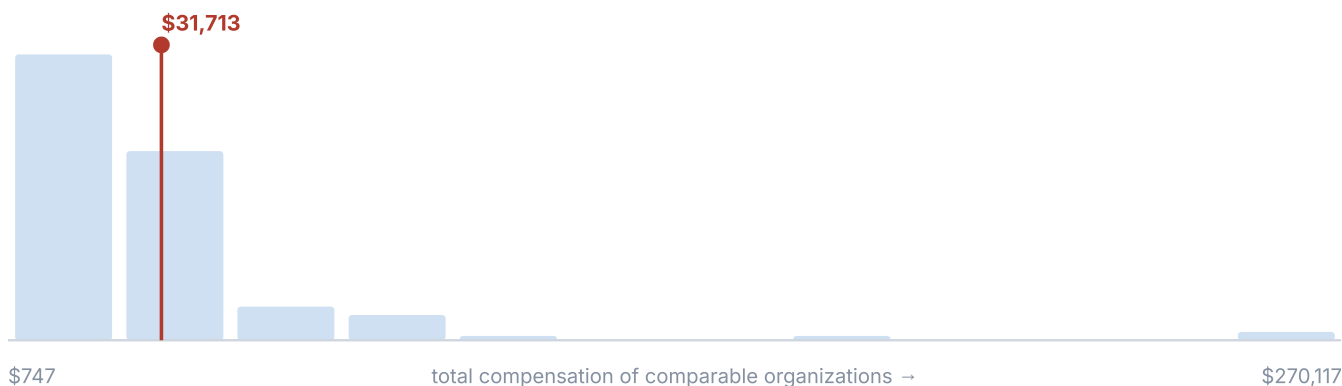 $31,713
$747
total compensation of comparable organizations →
$270,117